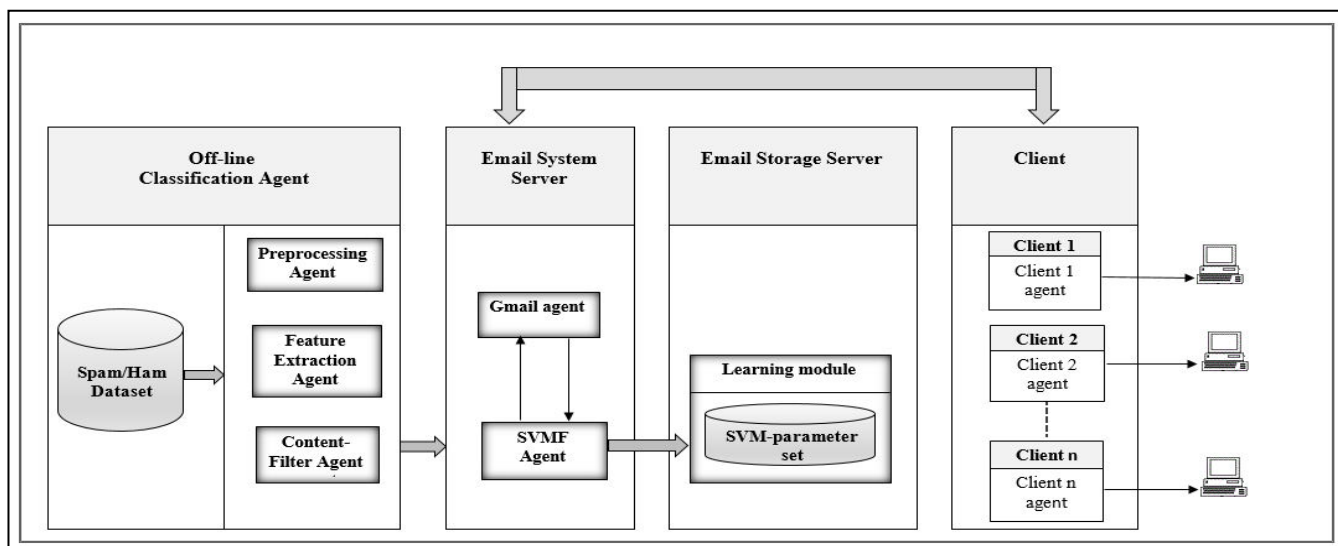 Off-line
Classification Agent
Email System
Server
Email Storage Server
Client
Spam/Ham
Dataset
Preprocessing
Agent
Feature
Extraction
Agent
Content-
Filter Agent
Gmail agent
SVMF
Agent
Learning module
SVM-parameter
set
Client 1
Client 1
agent
Client 2
Client 2
agent
Client n
Client n
agent